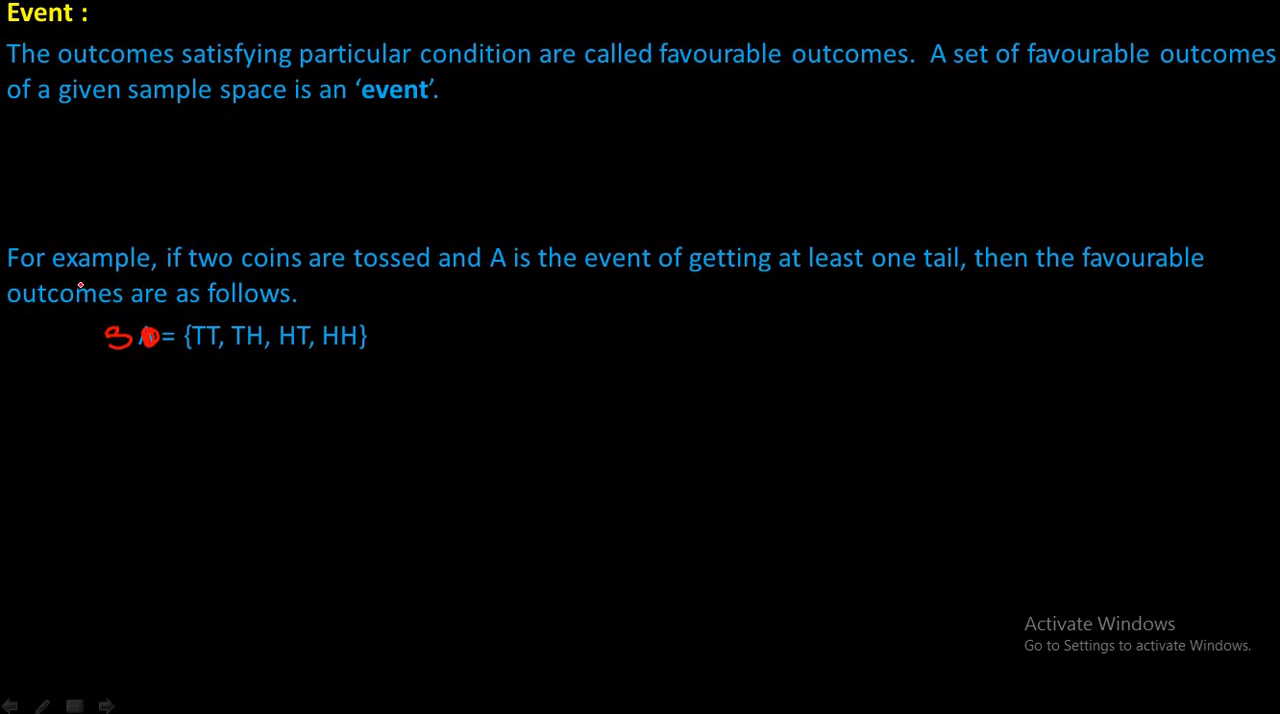 Event :
The outcomes satisfying particular condition are called favourable outcomes. A set of favourable outcomes
of a given sample space is an ‘event’.
For example, if two coins are tossed and A is the event of getting at least one tail, then the favourable
outcomes are as follows.
S = {TT, TH, HT, HH}
Activate Windows
Go to Settings to activate Windows.